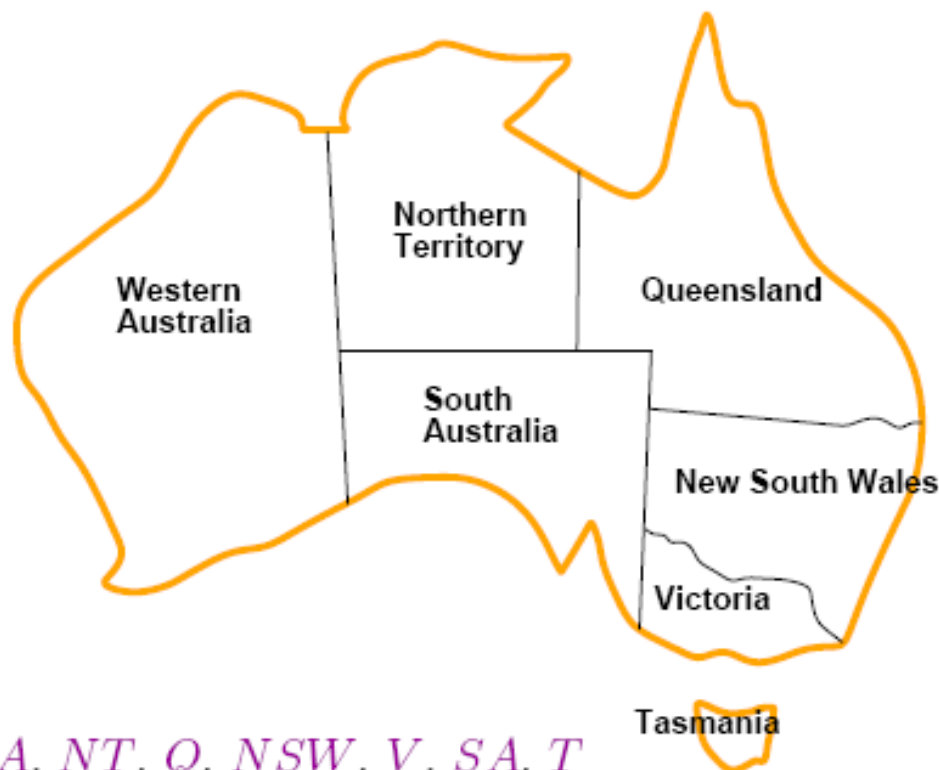 Northern
Territory
Western
Australia
Queensland
South
Australia
New South Wales
Victoria
Tasmania
A, NT, Q, NSW, V, SA, T